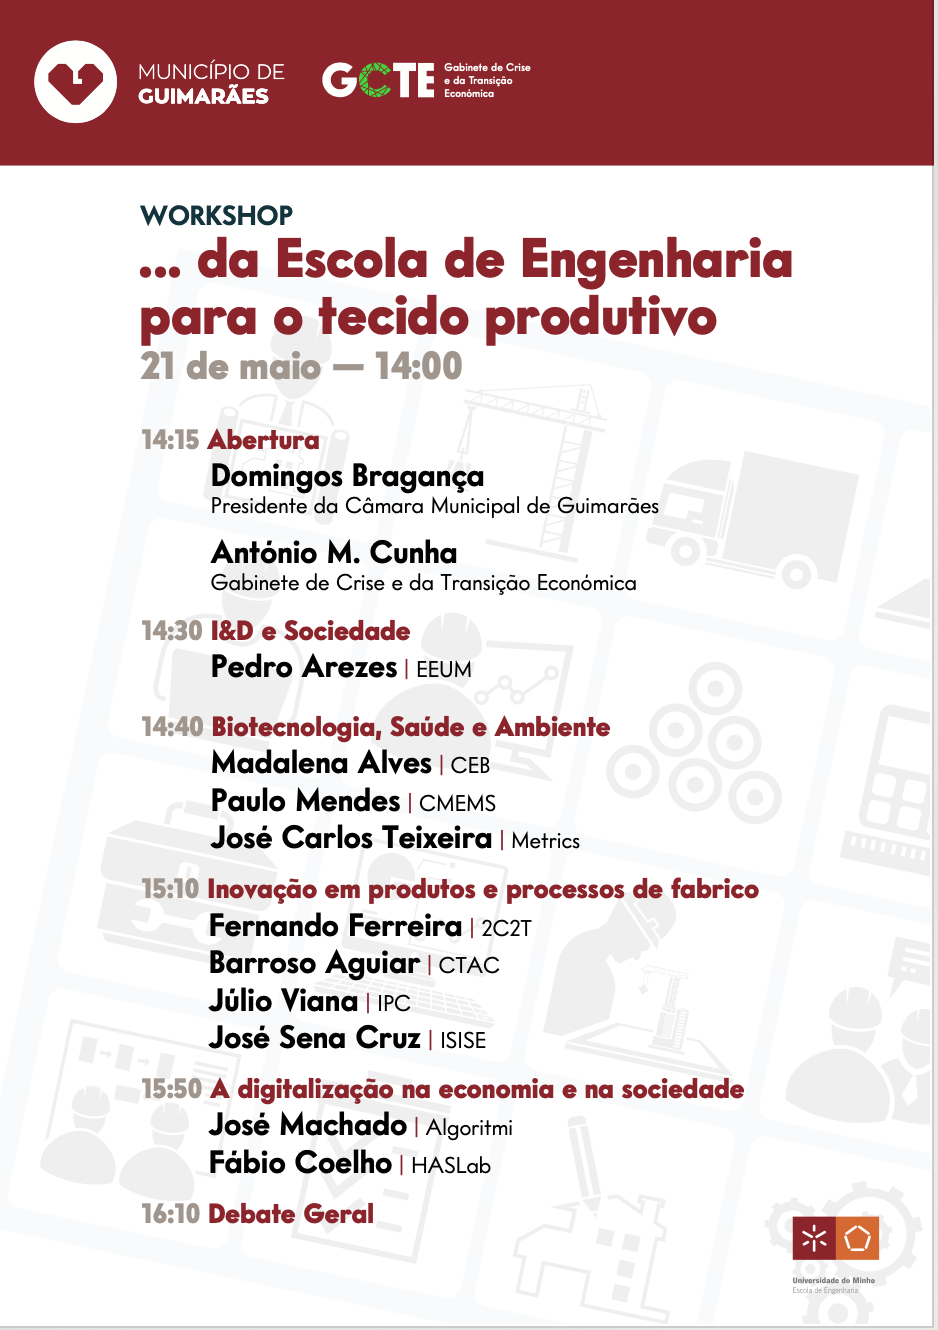 MUNICÍPIO DE
GUIMARÃES
GCTE
Gabinete de Crise
e da Transição
Económica
WORKSHOP
... da Escola de Engenharia
para o tecido produtivo
21 de maio — 14:00
14:15 Abertura
Domingos Bragança
Presidente da Câmara Municipal de Guimarães
António M. Cunha
Gabinete de Crise e da Transição Económica
14:30 I&D e Sociedade
Pedro Arezes | EEUM
14:40 Biotecnologia, Saúde e Ambiente
Madalena Alves | CEB
Paulo Mendes | CMEMS
José Carlos Teixeira | Metrics
15:10 Inovação em produtos e processos de fabrico
Fernando Ferreira | 2C2T
Barroso Aguiar | CTAC
Júlio Viana | IPC
José Sena Cruz | ISISE
15:50 A digitalização na economia e na sociedade
José Machado | Algoritmi
Fábio Coelho | HASLab
16:10 Debate Geral
Universidade do Minho
Escola de Engenharia